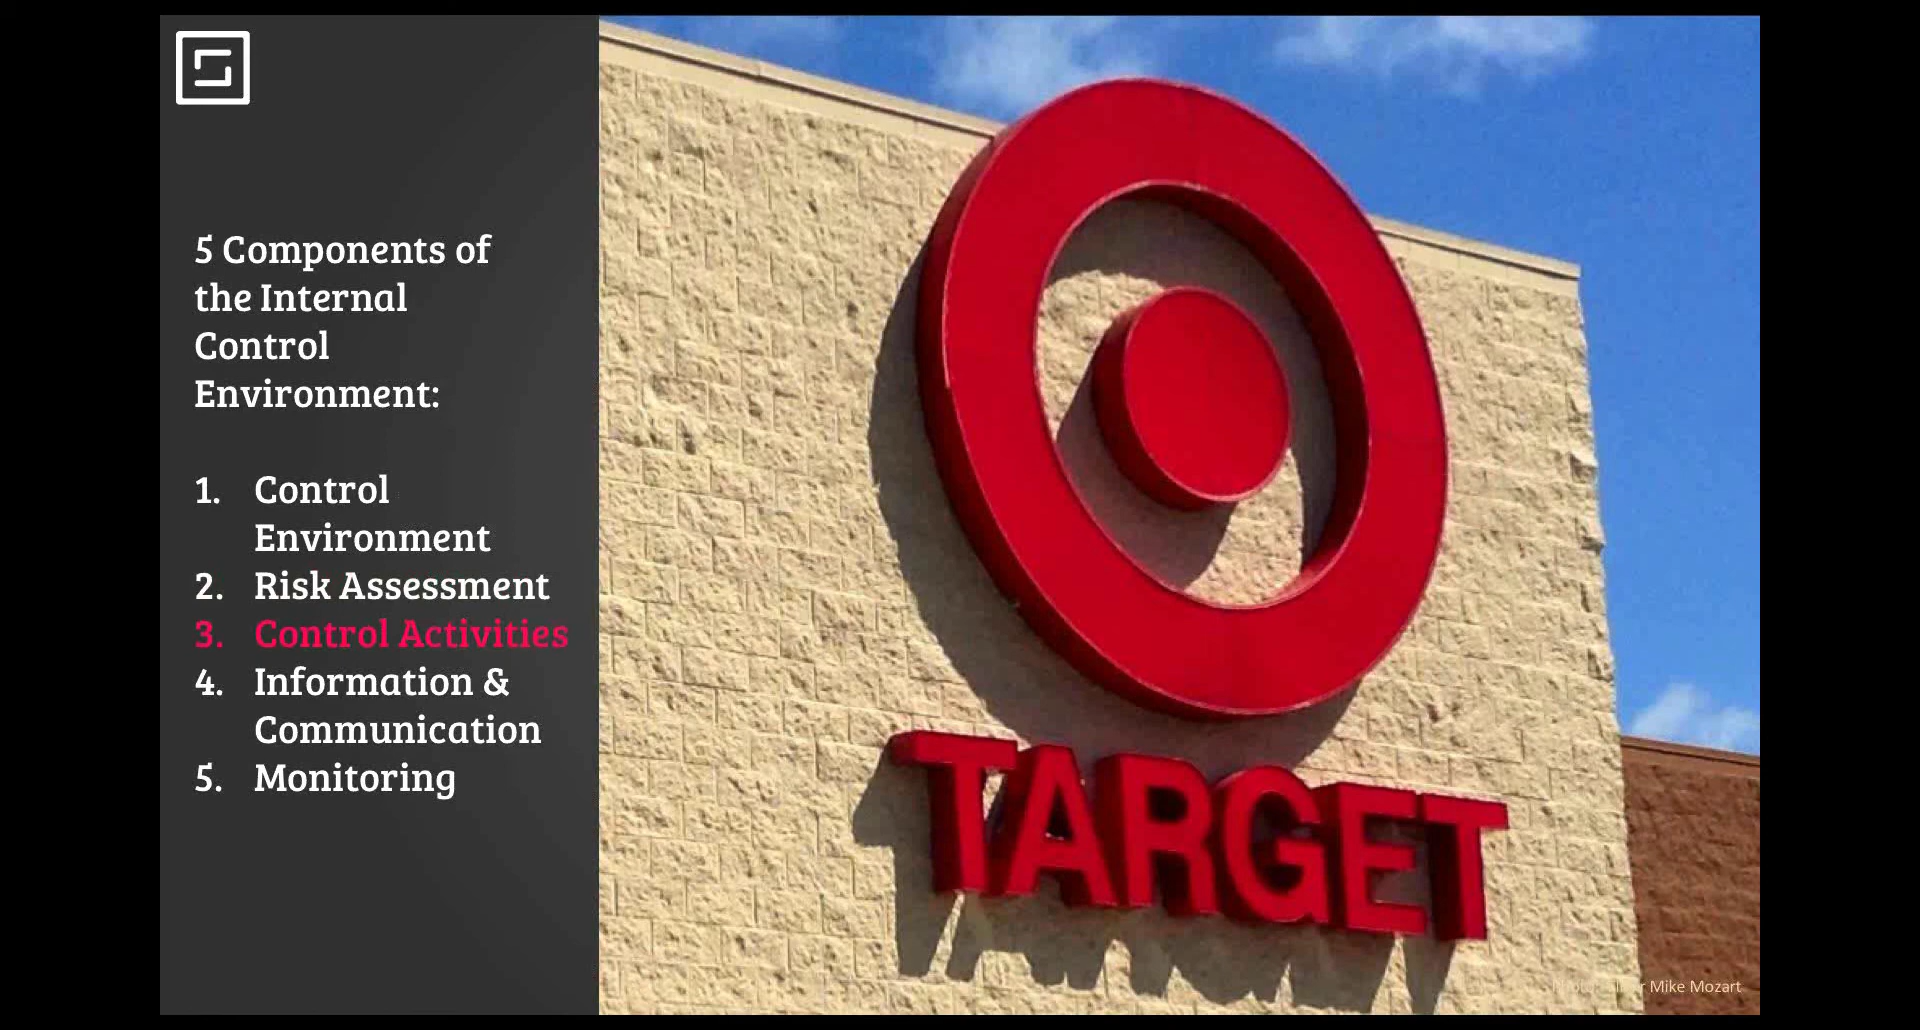 5 Components of
the Internal
Control
Environment:
1. Control
Environment
2. Risk Assessment
3. Control Activities
4. Information &
Communication
5. Monitoring
TARGET
Mike Mozart